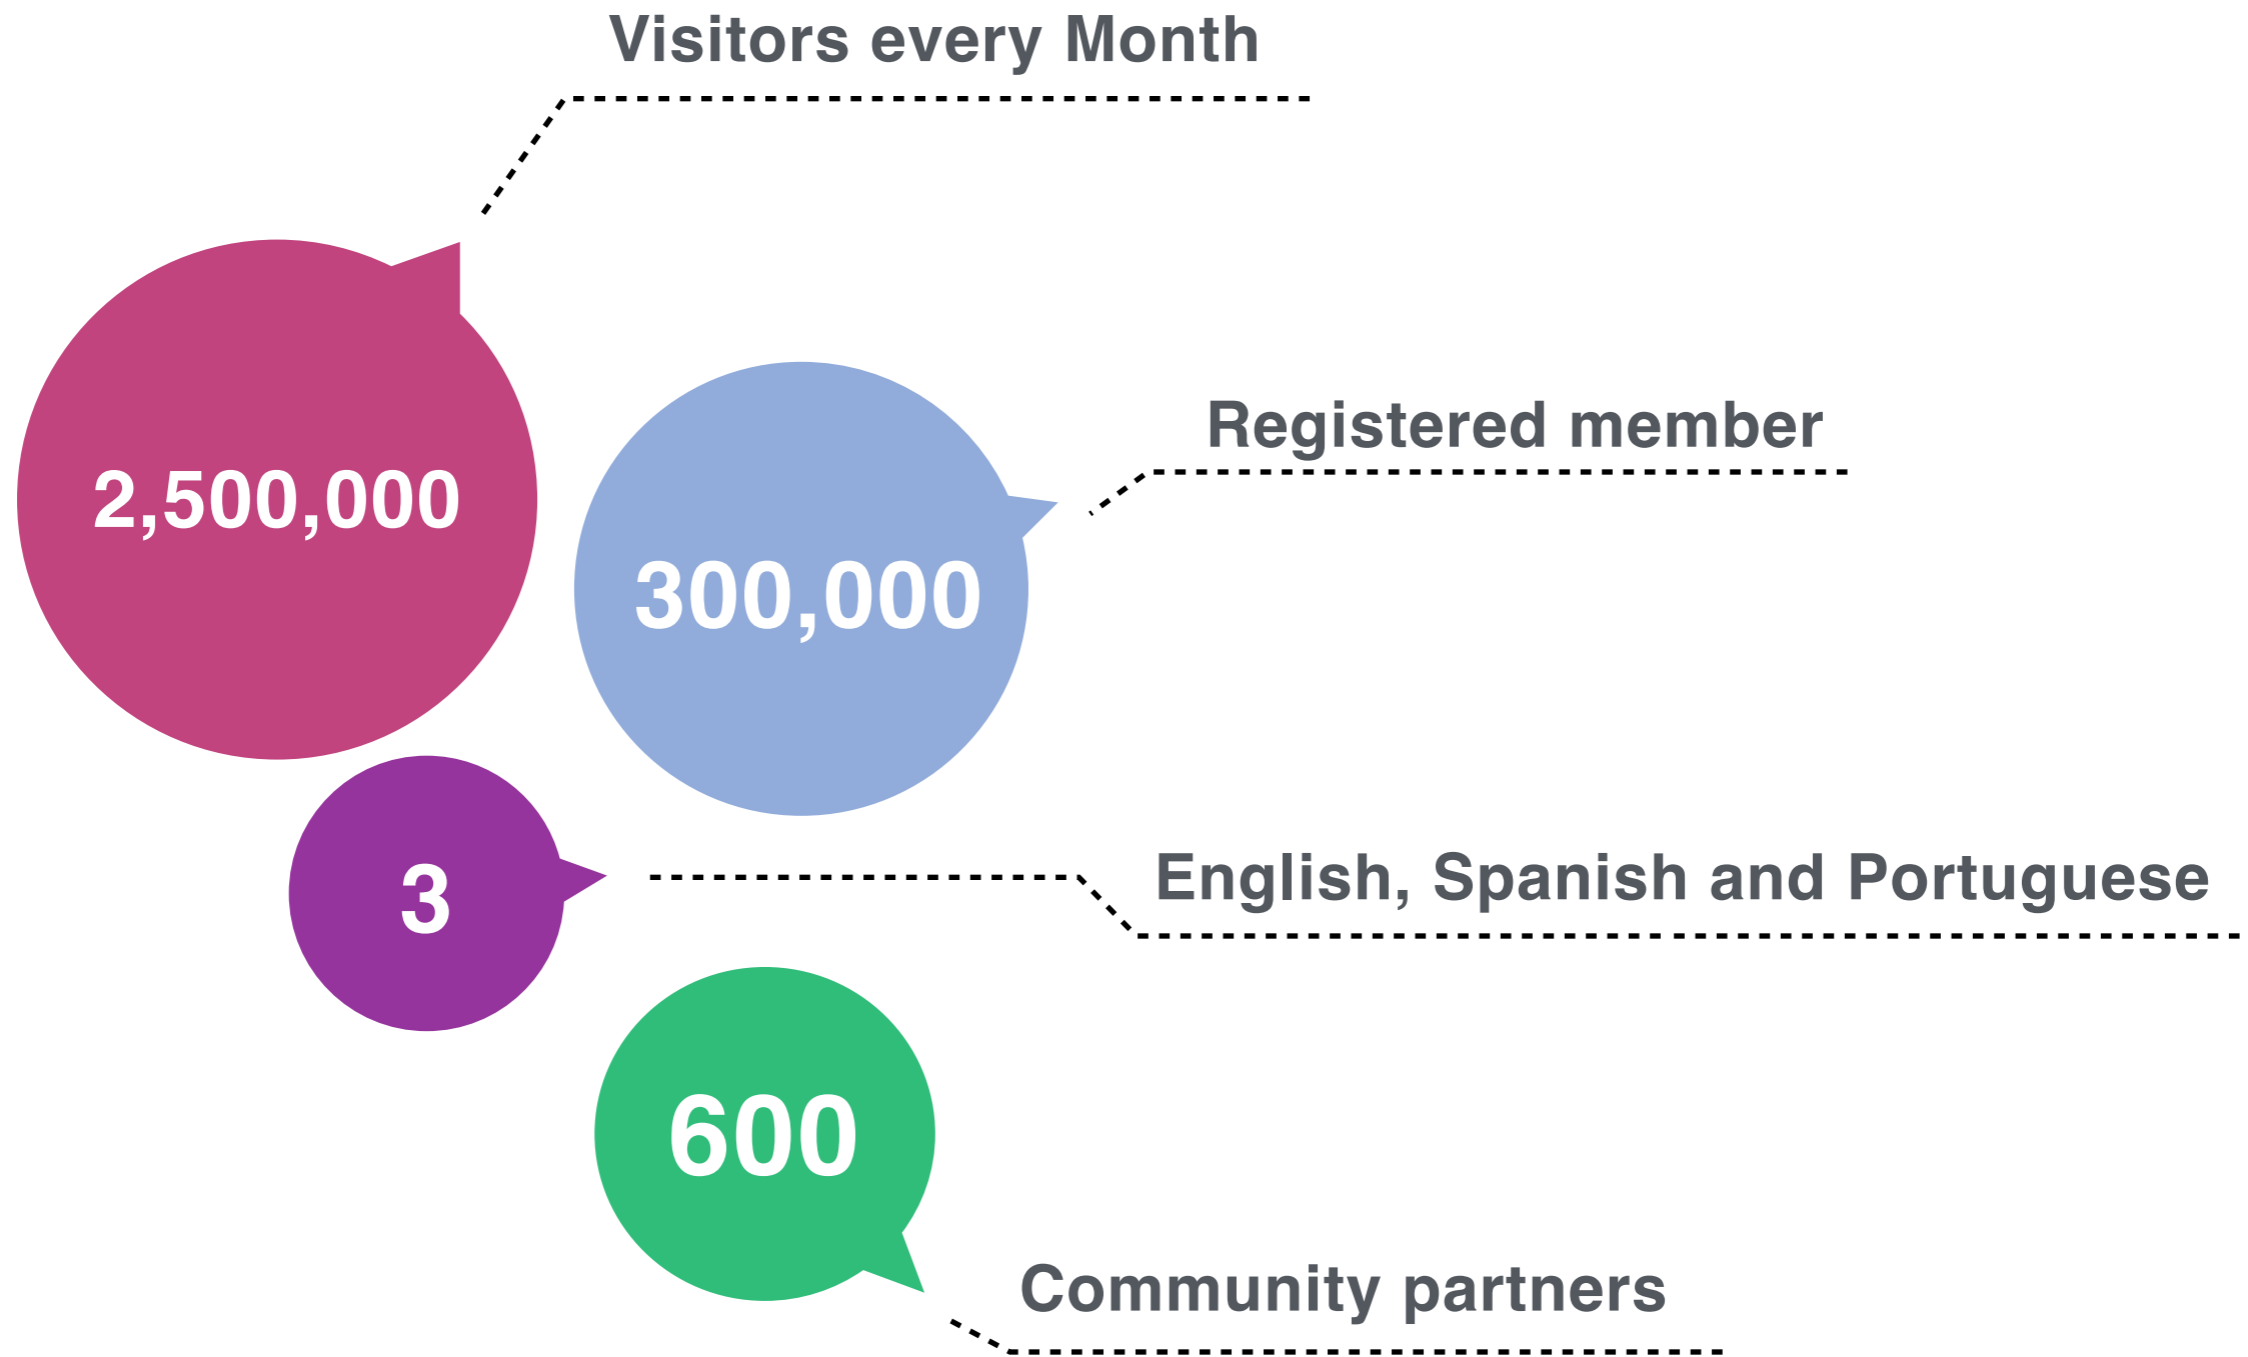 Visitors every Month
2,500,000
Registered member
300,000
English, Spanish and Portuguese
3
600
Community partners